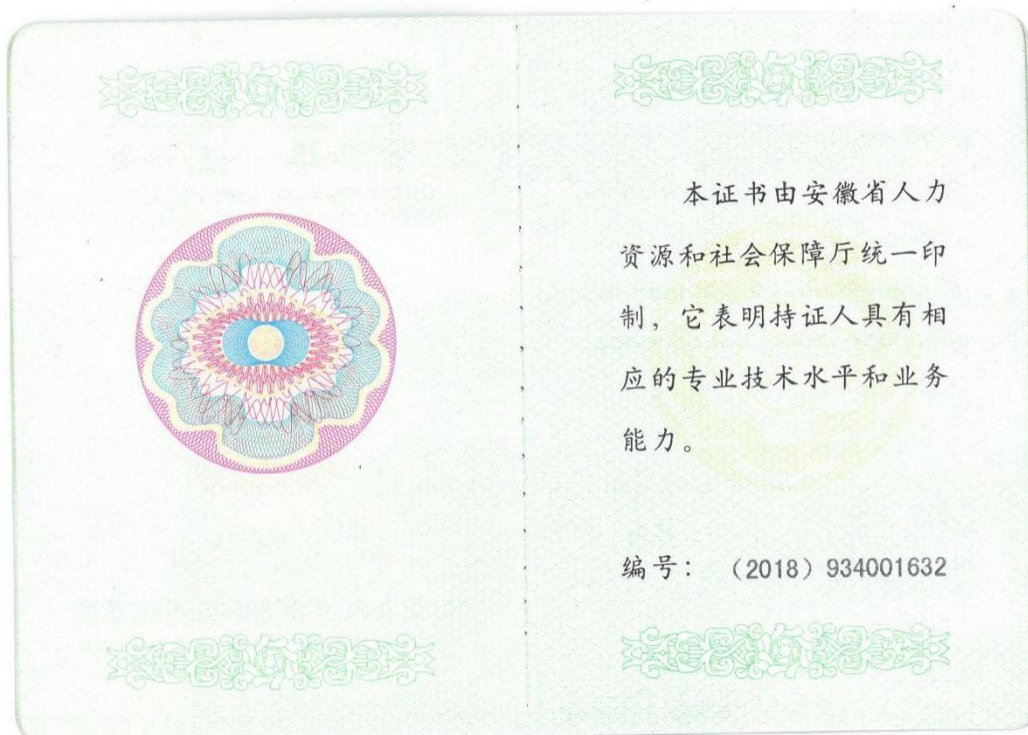 本证书由安徽省人力
资源和社会保障厅统一印
制，它表明持证人具有相
应的专业技术水平和业务
能力。
编号： （2018）934001632